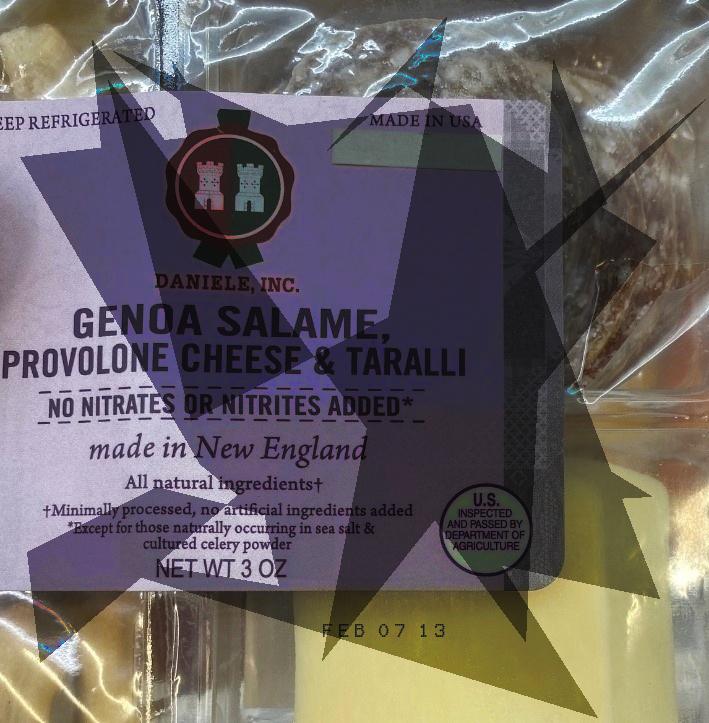 EEP REFRIGERATED
MADE IN USA
DANIELE, INC.
GENOA SALAME,
PROVOLONE CHEESE & TARALLI
NO NITRATES OR NITRITES ADDED*
made in New England
All natural ingredients†
†Minimally processed, no artificial ingredients added
*Except for those naturally occurring in sea salt &
cultured celery powder
NET WT 3 OZ
U.S.
INSPECTED
AND PASSED BY
DEPARTMENT OF
AGRICULTURE
FEB 07 13